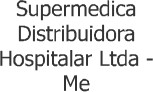 Supermedica
Distribuidora
Hospitalar Ltda -
Me